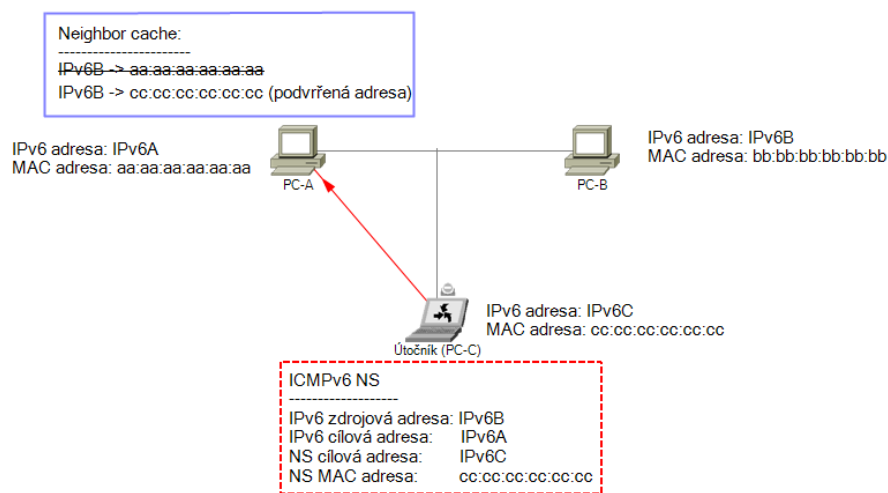 Neighbor cache:
-----------------------
IPv6B -> aa:aa:aa:aa:aa:aa
IPv6B -> cc:cc:cc:cc:cc:cc (podvrřená adresa)
IPv6 adresa: IPv6A
MAC adresa: aa:aa:aa:aa:aa:aa
PC-A
IPv6 adresa: IPv6B
MAC adresa: bb:bb:bb:bb:bb:bb
PC-B
IPv6 adresa: IPv6C
MAC adresa: cc:cc:cc:cc:cc:cc
Útočník (PC-C)
ICMPv6 NS
-------------------
IPv6 zdrojová adresa: IPv6B
IPv6 cílová adresa: IPv6A
NS cílová adresa: IPv6C
NS MAC adresa: cc:cc:cc:cc:cc:cc